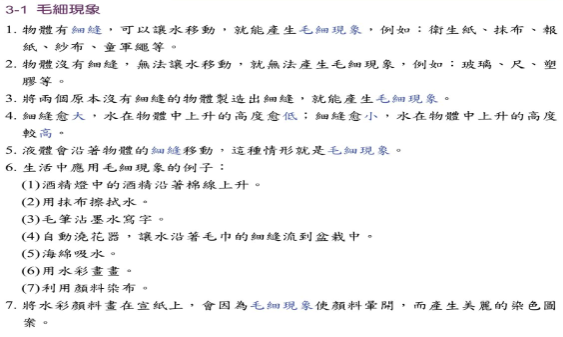 3-1 毛細現象
1. 物體有細縫，可以讓水移動，就能產生毛細現象，例如：衛生紙、抹布、報
紙、紗布、童軍繩等。
2. 物體沒有細縫，無法讓水移動，就無法產生毛細現象，例如：玻璃、尺、塑
膠等。
3. 將兩個原本沒有細縫的物體製造出細縫，就能產生毛細現象。
4. 細縫愈大，水在物體中上升的高度愈低；細縫愈小，水在物體中上升的高度
較高。
5. 液體會沿著物體的細縫移動，這種情形就是毛細現象。
6. 生活中應用毛細現象的例子：
(1)酒精燈中的酒精沿著棉線上升。
(2)用抹布擦拭水。
(3)毛筆沾墨水寫字。
(4)自動澆花器，讓水沿著毛巾的細縫流到盆栽中。
(5)海綿吸水。
(6)用水彩畫畫。
(7)利用顏料染布。
7. 將水彩顏料畫在宣紙上，會因為毛細現象使顏料暈開，而產生美麗的染色圖
案。